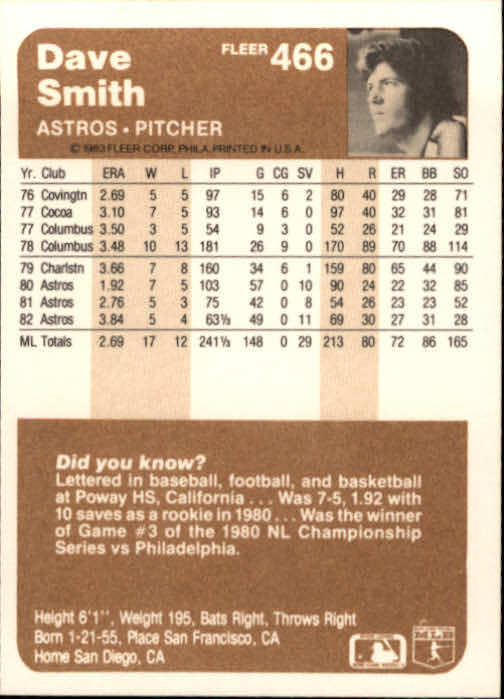 Dave
Smith
FLEER 466
ASTROS • PITCHER
© 1983 FLEER CORP. PHILA. PRINTED IN U.S.A.
Yr. Club ERA W L IP G CG SV H R ER BB SO
76 Covingtn 2.69 5 5 97 15 6 2 80 40 29 28 71
77 Cocoa 3.10 7 5 93 14 6 0 97 40 32 31 81
77 Columbus 3.50 3 5 54 9 3 0 52 26 21 24 29
78 Columbus 3.48 10 13 181 26 9 0 170 89 70 88 114
79 Charlstn 3.66 7 8 160 34 6 1 159 80 65 44 90
80 Astros 1.92 7 5 103 57 0 10 90 24 22 32 85
81 Astros 2.76 5 3 75 42 0 8 54 26 23 23 52
82 Astros 3.84 5 4 63⅓ 49 0 11 69 30 27 31 28
ML Totals 2.69 17 12 241⅓ 148 0 29 213 80 72 86 165
Did you know?
Lettered in baseball, football, and basketball
at Poway HS, California . . . Was 7-5, 1.92 with
10 saves as a rookie in 1980 . . . Was the winner
of Game #3 of the 1980 NL Championship
Series vs Philadelphia.
Height 6'1", Weight 195, Bats Right, Throws Right
Born 1-21-55, Place San Francisco, CA
Home San Diego, CA